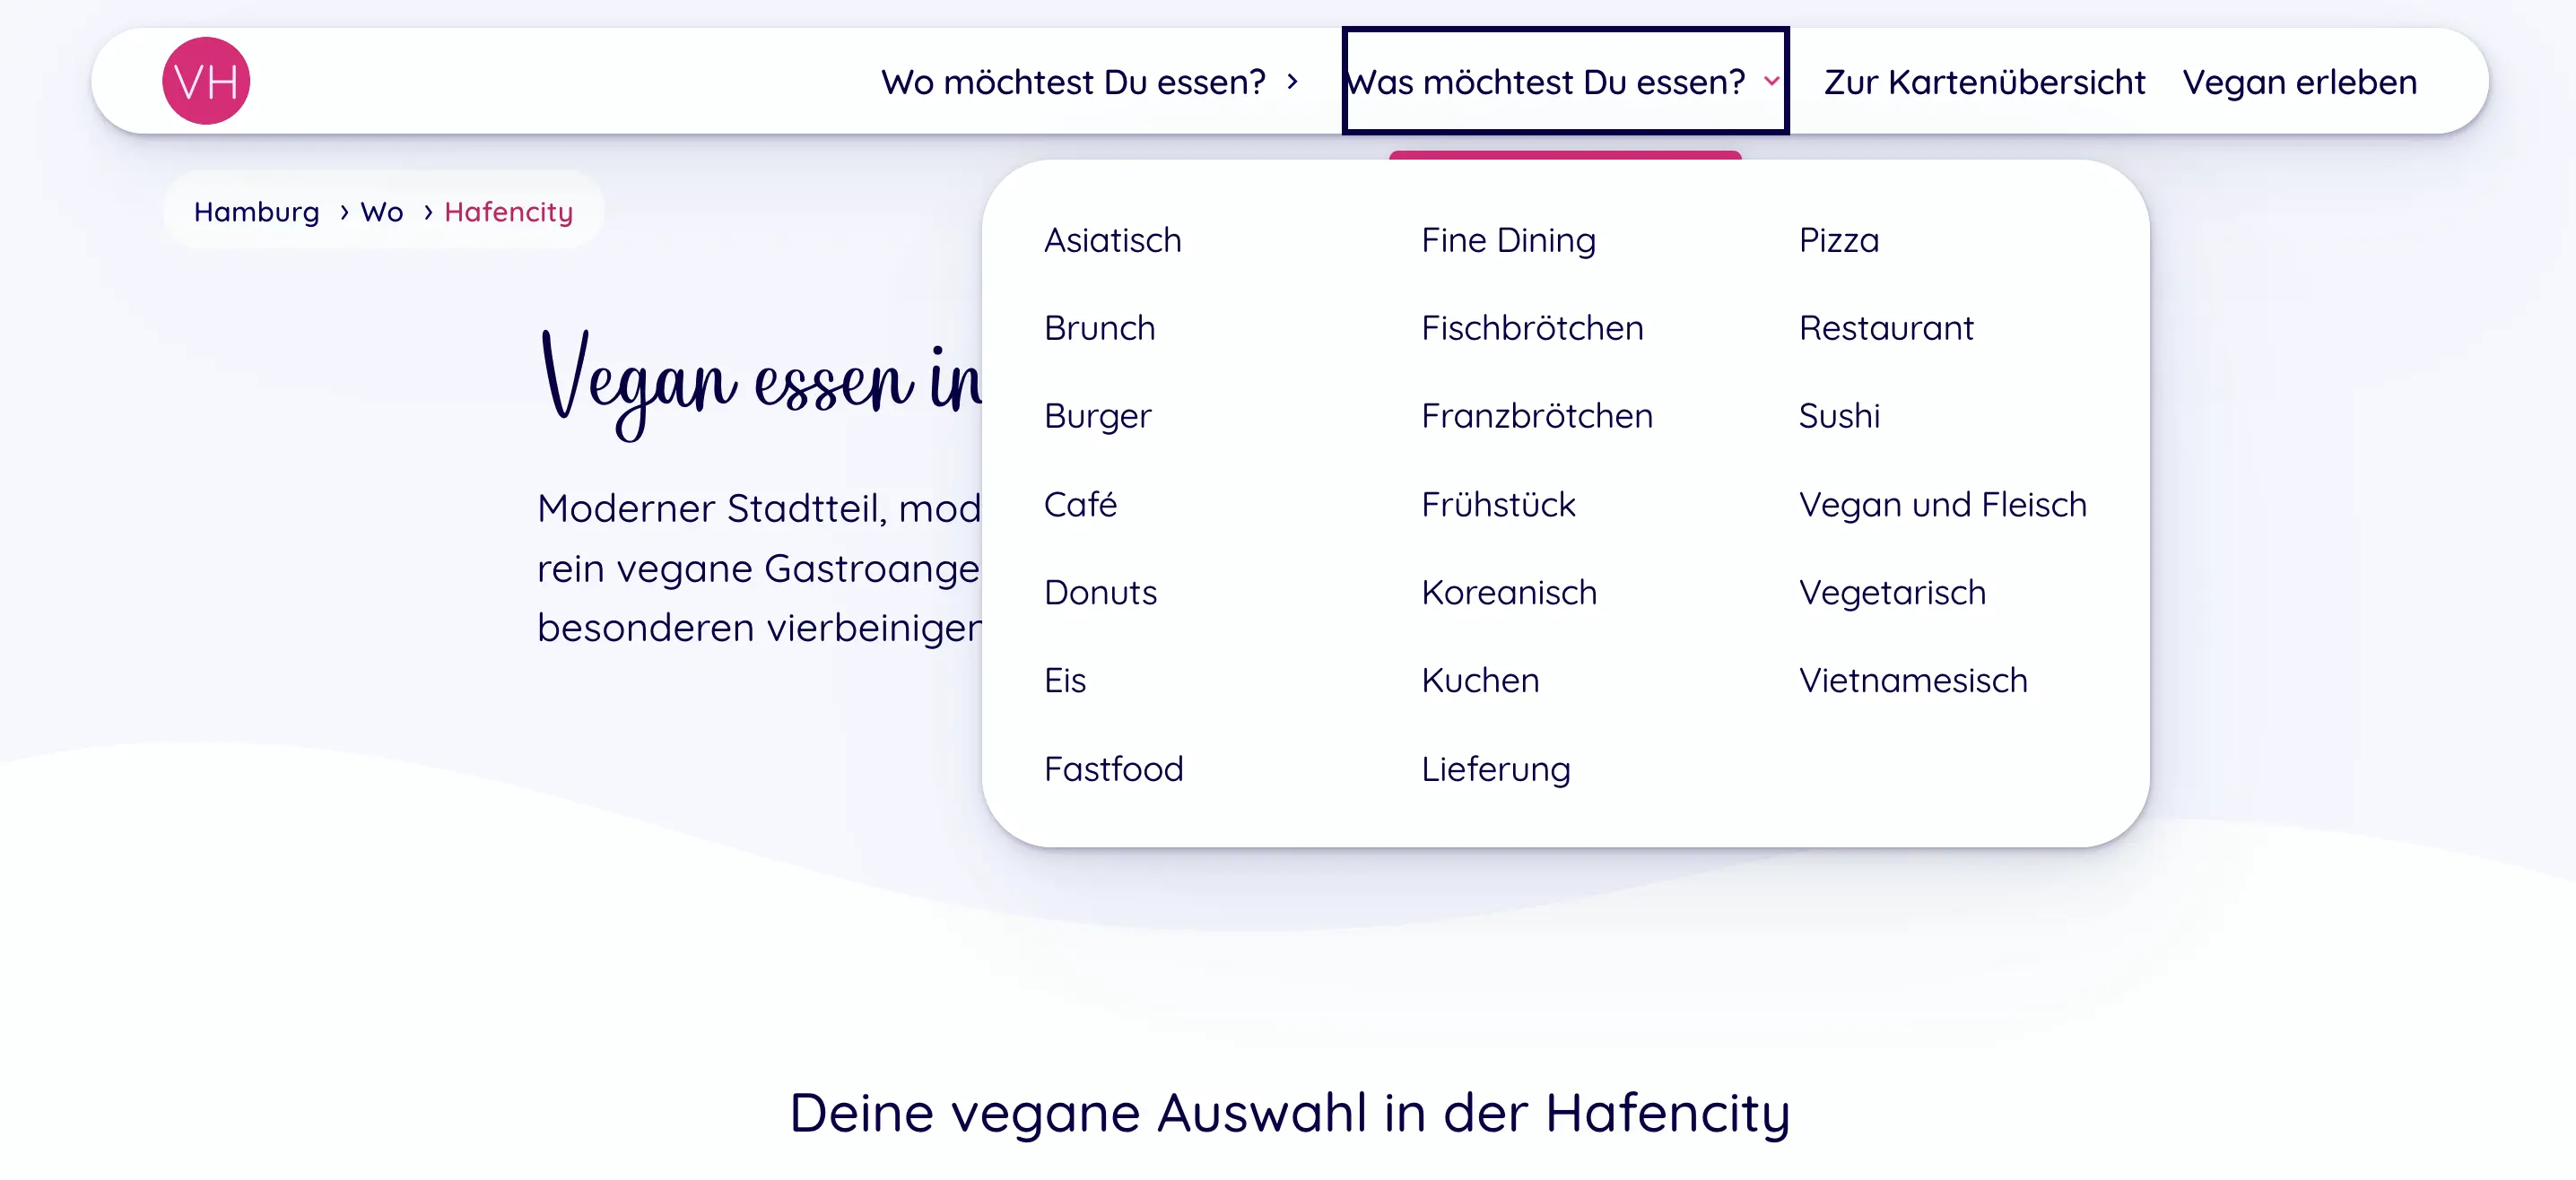 VH
Wo möchtest Du essen?
Was möchtest Du essen?
Zur Kartenübersicht
Vegan erleben
Hamburg › Wo › Hafencity
Vegan essen in
Moderner Stadtteil, mod
rein vegane Gastroange
besonderen vierbeiniger
Asiatisch
Brunch
Burger
Café
Donuts
Eis
Fastfood
Fine Dining
Fischbrötchen
Franzbrötchen
Frühstück
Koreanisch
Kuchen
Lieferung
Pizza
Restaurant
Sushi
Vegan und Fleisch
Vegetarisch
Vietnamesisch
Deine vegane Auswahl in der Hafencity